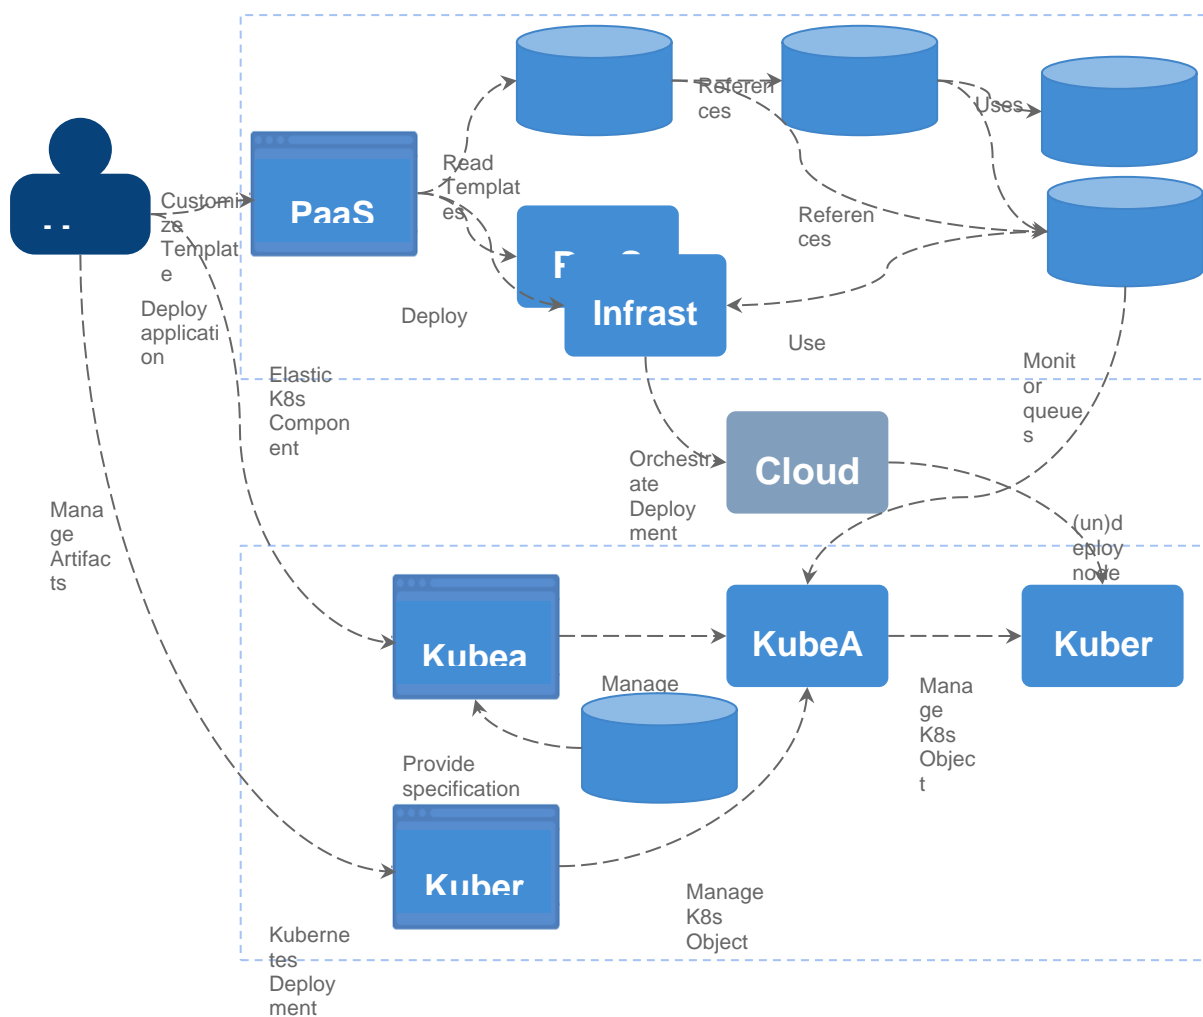 Referen
ces
Uses
Read
Templat
es
Customi
ze
Templat
e
PaaS
Referen
ces
Infrast
Deploy
Use
Deploy
applicati
on
Elastic
K8s
Compon
ent
Monit
or
queue
s
Orchestr
ate
Deploy
ment
Cloud
Mana
ge
Artifac
ts
(un)d
eploy
node
Kubea
KubeA
Kuber
Manage
Mana
ge
K8s
Objec
t
Provide
specification
Kuber
Manage
K8s
Object
Kuberne
tes
Deploy
ment